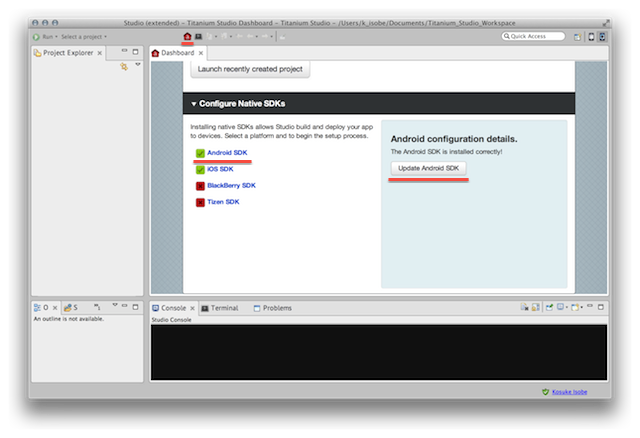 Studio (extended) - Titanium Studio Dashboard - Titanium Studio - /Users/k_isobe/Documents/Titanium_Studio_Workspace
Run
Select a project
Quick Access
Project Explorer
Dashboard
Launch recently created project
Configure Native SDKs
Installing native SDKs allows Studio build and deploy your app
to devices. Select a platform and to begin the setup process.
Android SDK
iOS SDK
BlackBerry SDK
Tizen SDK
Android configuration details.
The Android SDK is installed correctly!
Update Android SDK
O
S
1
An outline is not available.
Console
Terminal
Problems
Studio Console
Kosuke Isobe